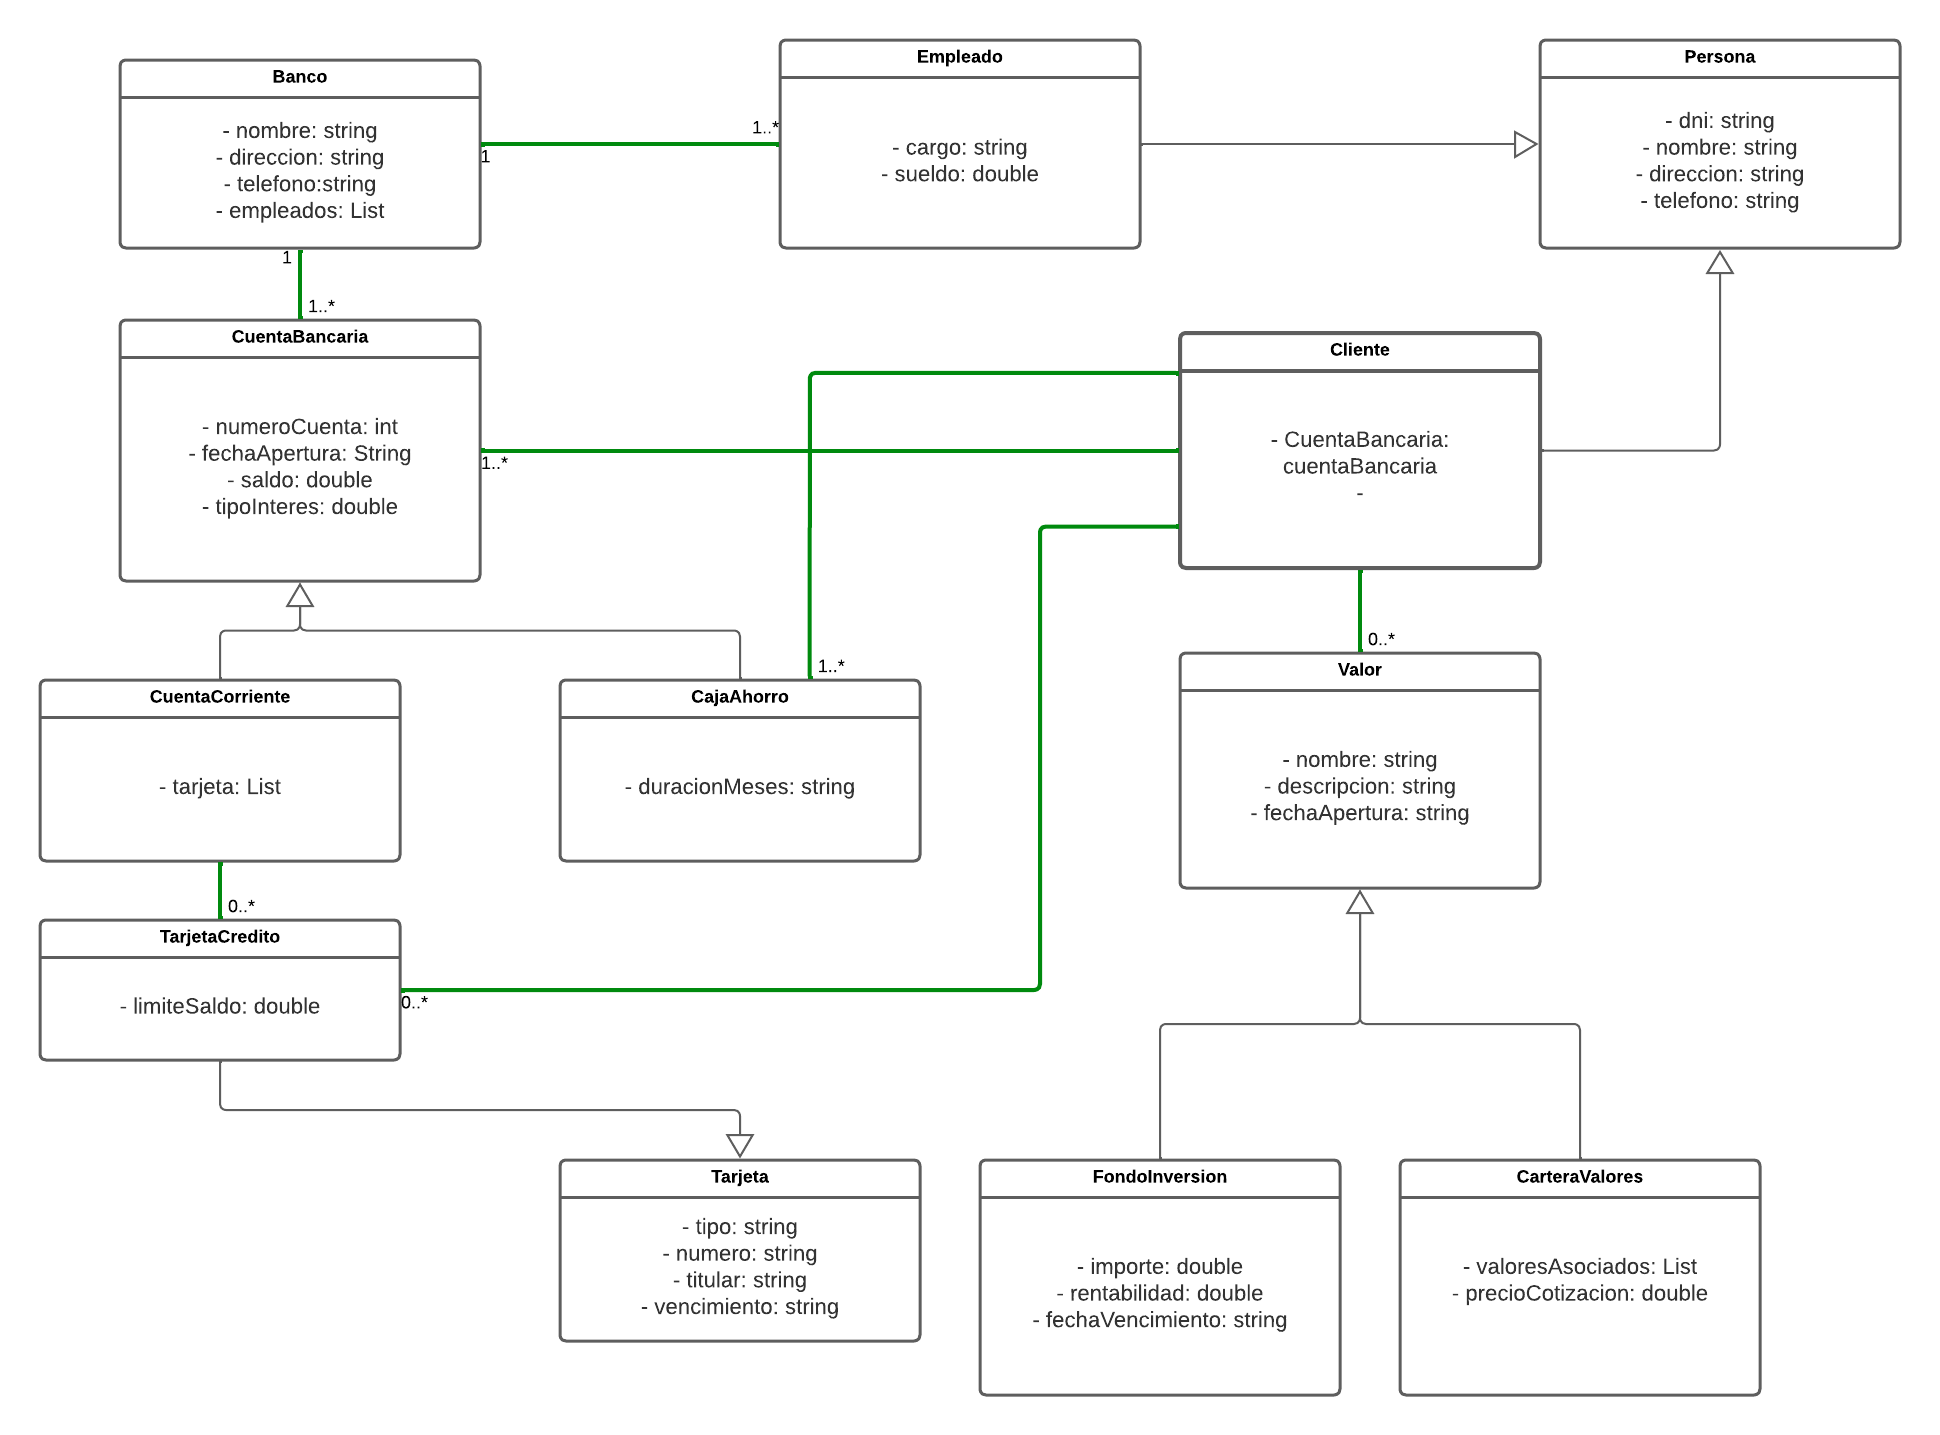 Banco
- nombre: string
- direccion: string
- telefono:string
- empleados: List
1
1..*
Empleado
- cargo: string
- sueldo: double
Persona
- dni: string
- nombre: string
- direccion: string
- telefono: string
1
1..*
CuentaBancaria
- numeroCuenta: int
- fechaApertura: String
- saldo: double
- tipoInteres: double
1..*
Cliente
- CuentaBancaria:
cuentaBancaria
-
0..*
1..*
CuentaCorriente
- tarjeta: List
CajaAhorro
- duracionMeses: string
Valor
- nombre: string
- descripcion: string
- fechaApertura: string
0..*
TarjetaCredito
- limiteSaldo: double
0..*
Tarjeta
- tipo: string
- numero: string
- titular: string
- vencimiento: string
FondoInversion
- importe: double
- rentabilidad: double
- fechaVencimiento: string
CarteraValores
- valoresAsociados: List
- precioCotizacion: double